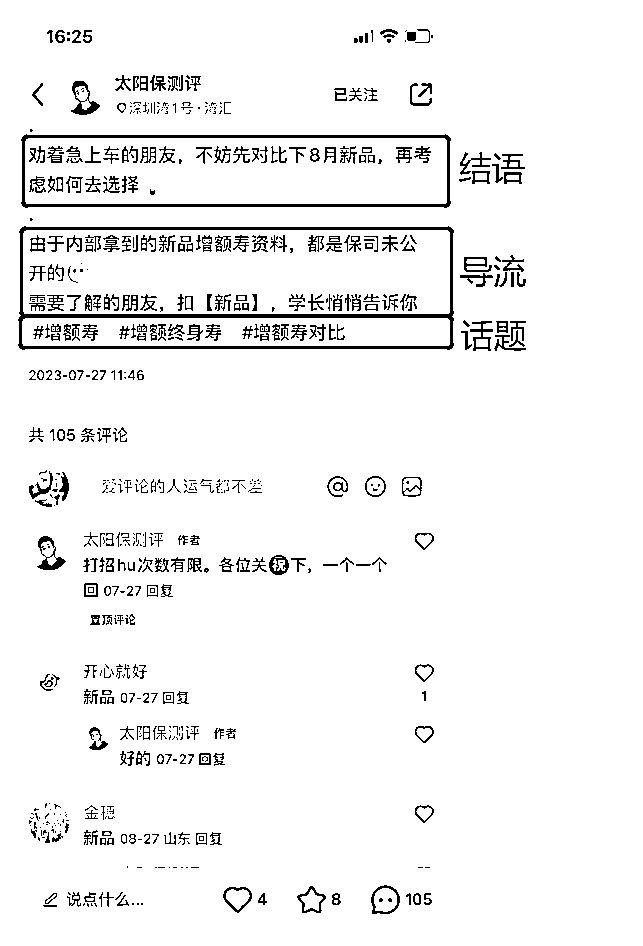 16:25
太阳保测评
已关注
深圳湾1号·湾汇
劝着急上车的朋友，不妨先对比下8月新品，再考
虑如何去选择 。
结语
由于内部拿到的新品增额寿资料，都是保司未公
开的
导流
需要了解的朋友，扣【新品】，学长悄悄告诉你
#增额寿 #增额终身寿 #增额寿对比
话题
2023-07-27 11:46
共 105 条评论
爱评论的人运气都不差
太阳保测评 作者
打招hu次数有限。各位关祝下，一个一个
回 07-27 回复
置顶评论
开心就好
新品 07-27 回复
1
太阳保测评 作者
好的 07-27 回复
金穗
新品 08-27 山东 回复
说点什么...
4
8
105